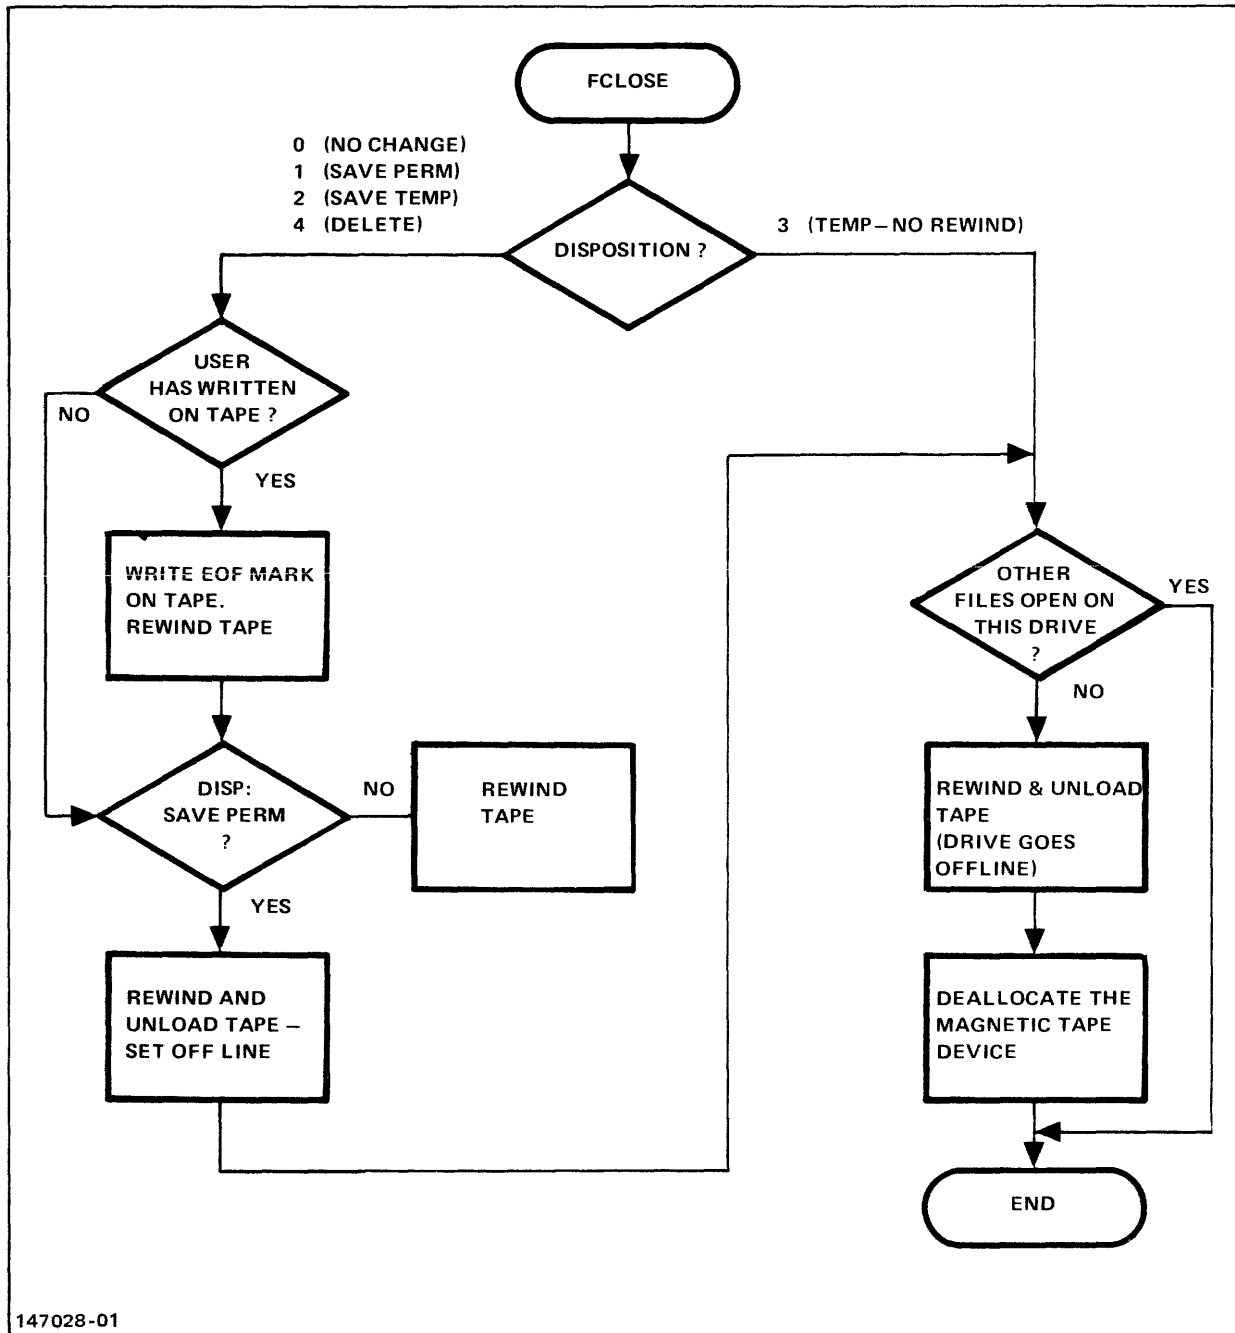 FCLOSE
0 (NO CHANGE)
1 (SAVE PERM)
2 (SAVE TEMP)
4 (DELETE)
DISPOSITION ?
3 (TEMP–NO REWIND)
USER
HAS WRITTEN
ON TAPE ?
NO
YES
WRITE EOF MARK
ON TAPE.
REWIND TAPE
DISP:
SAVE PERM
?
NO
REWIND
TAPE
YES
REWIND AND
UNLOAD TAPE –
SET OFF LINE
OTHER
FILES OPEN ON
THIS DRIVE
?
YES
NO
REWIND & UNLOAD
TAPE
(DRIVE GOES
OFFLINE)
DEALLOCATE THE
MAGNETIC TAPE
DEVICE
END
147028-01